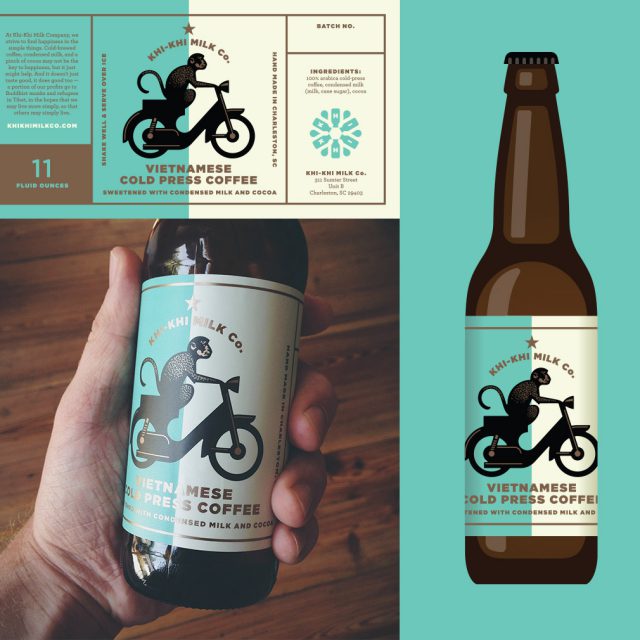 At Khi-Khi Milk Company, we
strive to find happiness in the
simple things. Cold-brewed
coffee, condensed milk, and a
pinch of cocoa may not be the
key to happiness, but it just
might help. And it doesn't just
taste good, it does good too —
a portion of our profits go to
Buddhist monks and refugees
in Tibet, in the hopes that we
may live more simply, so that
others may simply live.
KHIKHIMILKCO.COM
11
FLUID OUNCES
SHAKE WELL & SERVE OVER ICE
KHI-KHI MILK Co.
VIETNAMESE
COLD PRESS COFFEE
SWEETENED WITH CONDENSED MILK AND COCOA
HAND MADE IN CHARLESTON, SC
BATCH NO.
INGREDIENTS:
100% arabica cold-press
coffee, condensed milk
(milk, cane sugar), cocoa
KHI-KHI MILK Co.
Unit B
Charleston, SC 29403
KHI-KHI MILK Co.
HAND MADE IN CHARLESTON
VIETNAMESE
COLD PRESS COFFEE
WITH CONDENSED MILK AND COCOA
KHI-KHI MILK Co.
VIETNAMESE
COLD PRESS COFFEE
WITH CONDENSED MILK AND